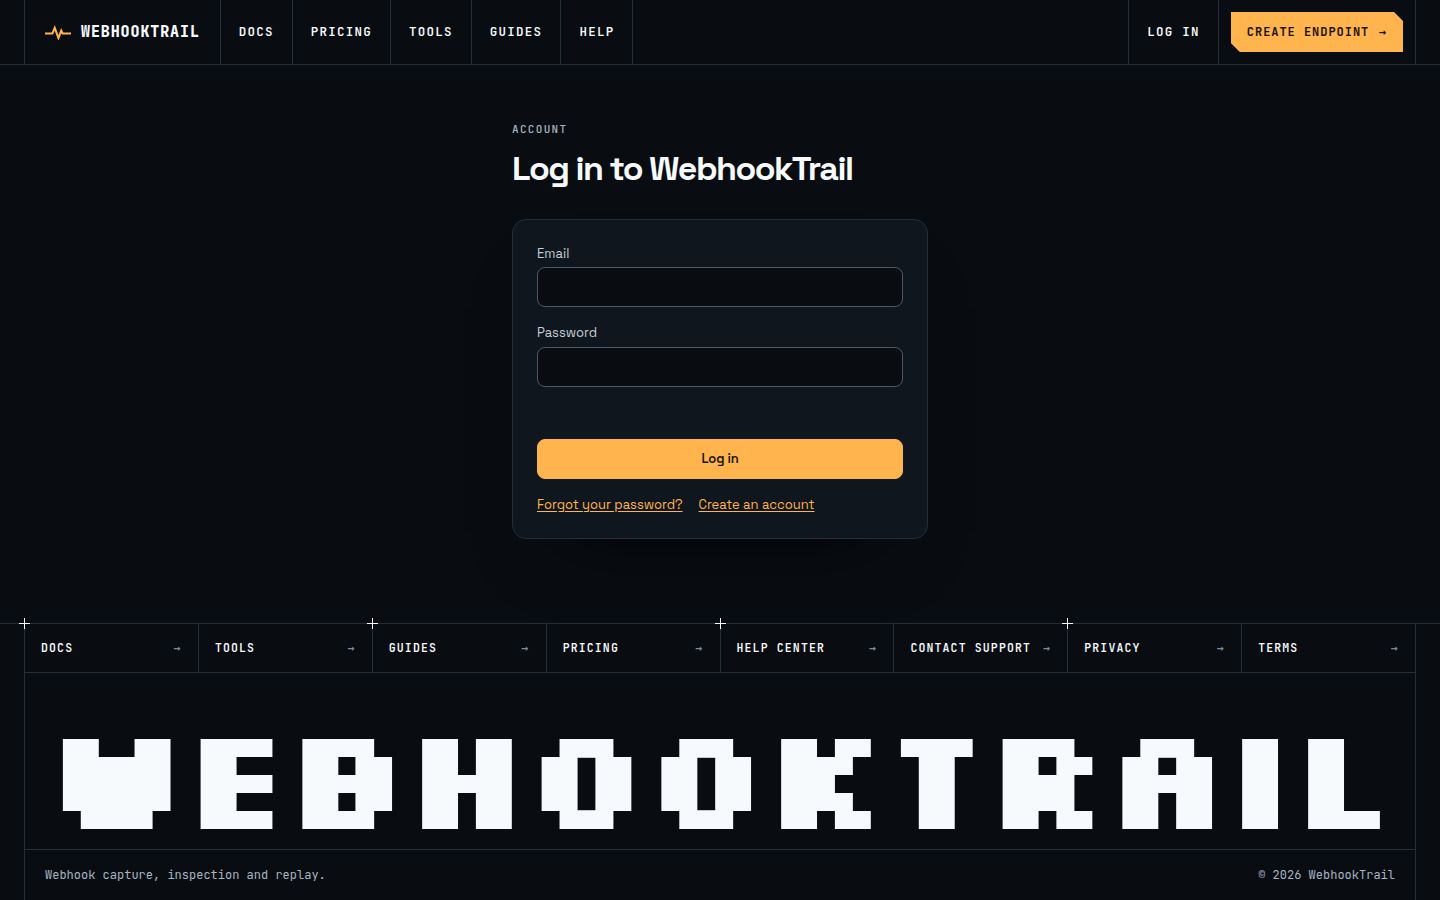 WEBHOOKTRAIL DOCS PRICING TOOLS GUIDES HELP LOG IN CREATE ENDPOINT →
ACCOUNT
Log in to WebhookTrail
Email
Password
Log in
Forgot your password? Create an account
DOCS → TOOLS → GUIDES → PRICING → HELP CENTER → CONTACT SUPPORT → PRIVACY → TERMS →
WEBHOOKTRAIL
Webhook capture, inspection and replay. © 2026 WebhookTrail